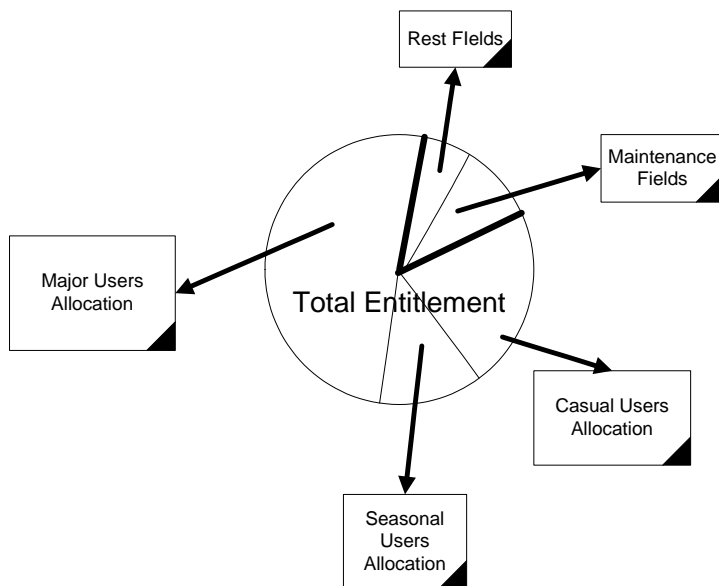 Rest FIelds
Maintenance
Fields
Major Users
Allocation
Total Entitlement
Casual Users
Allocation
Seasonal
Users
Allocation